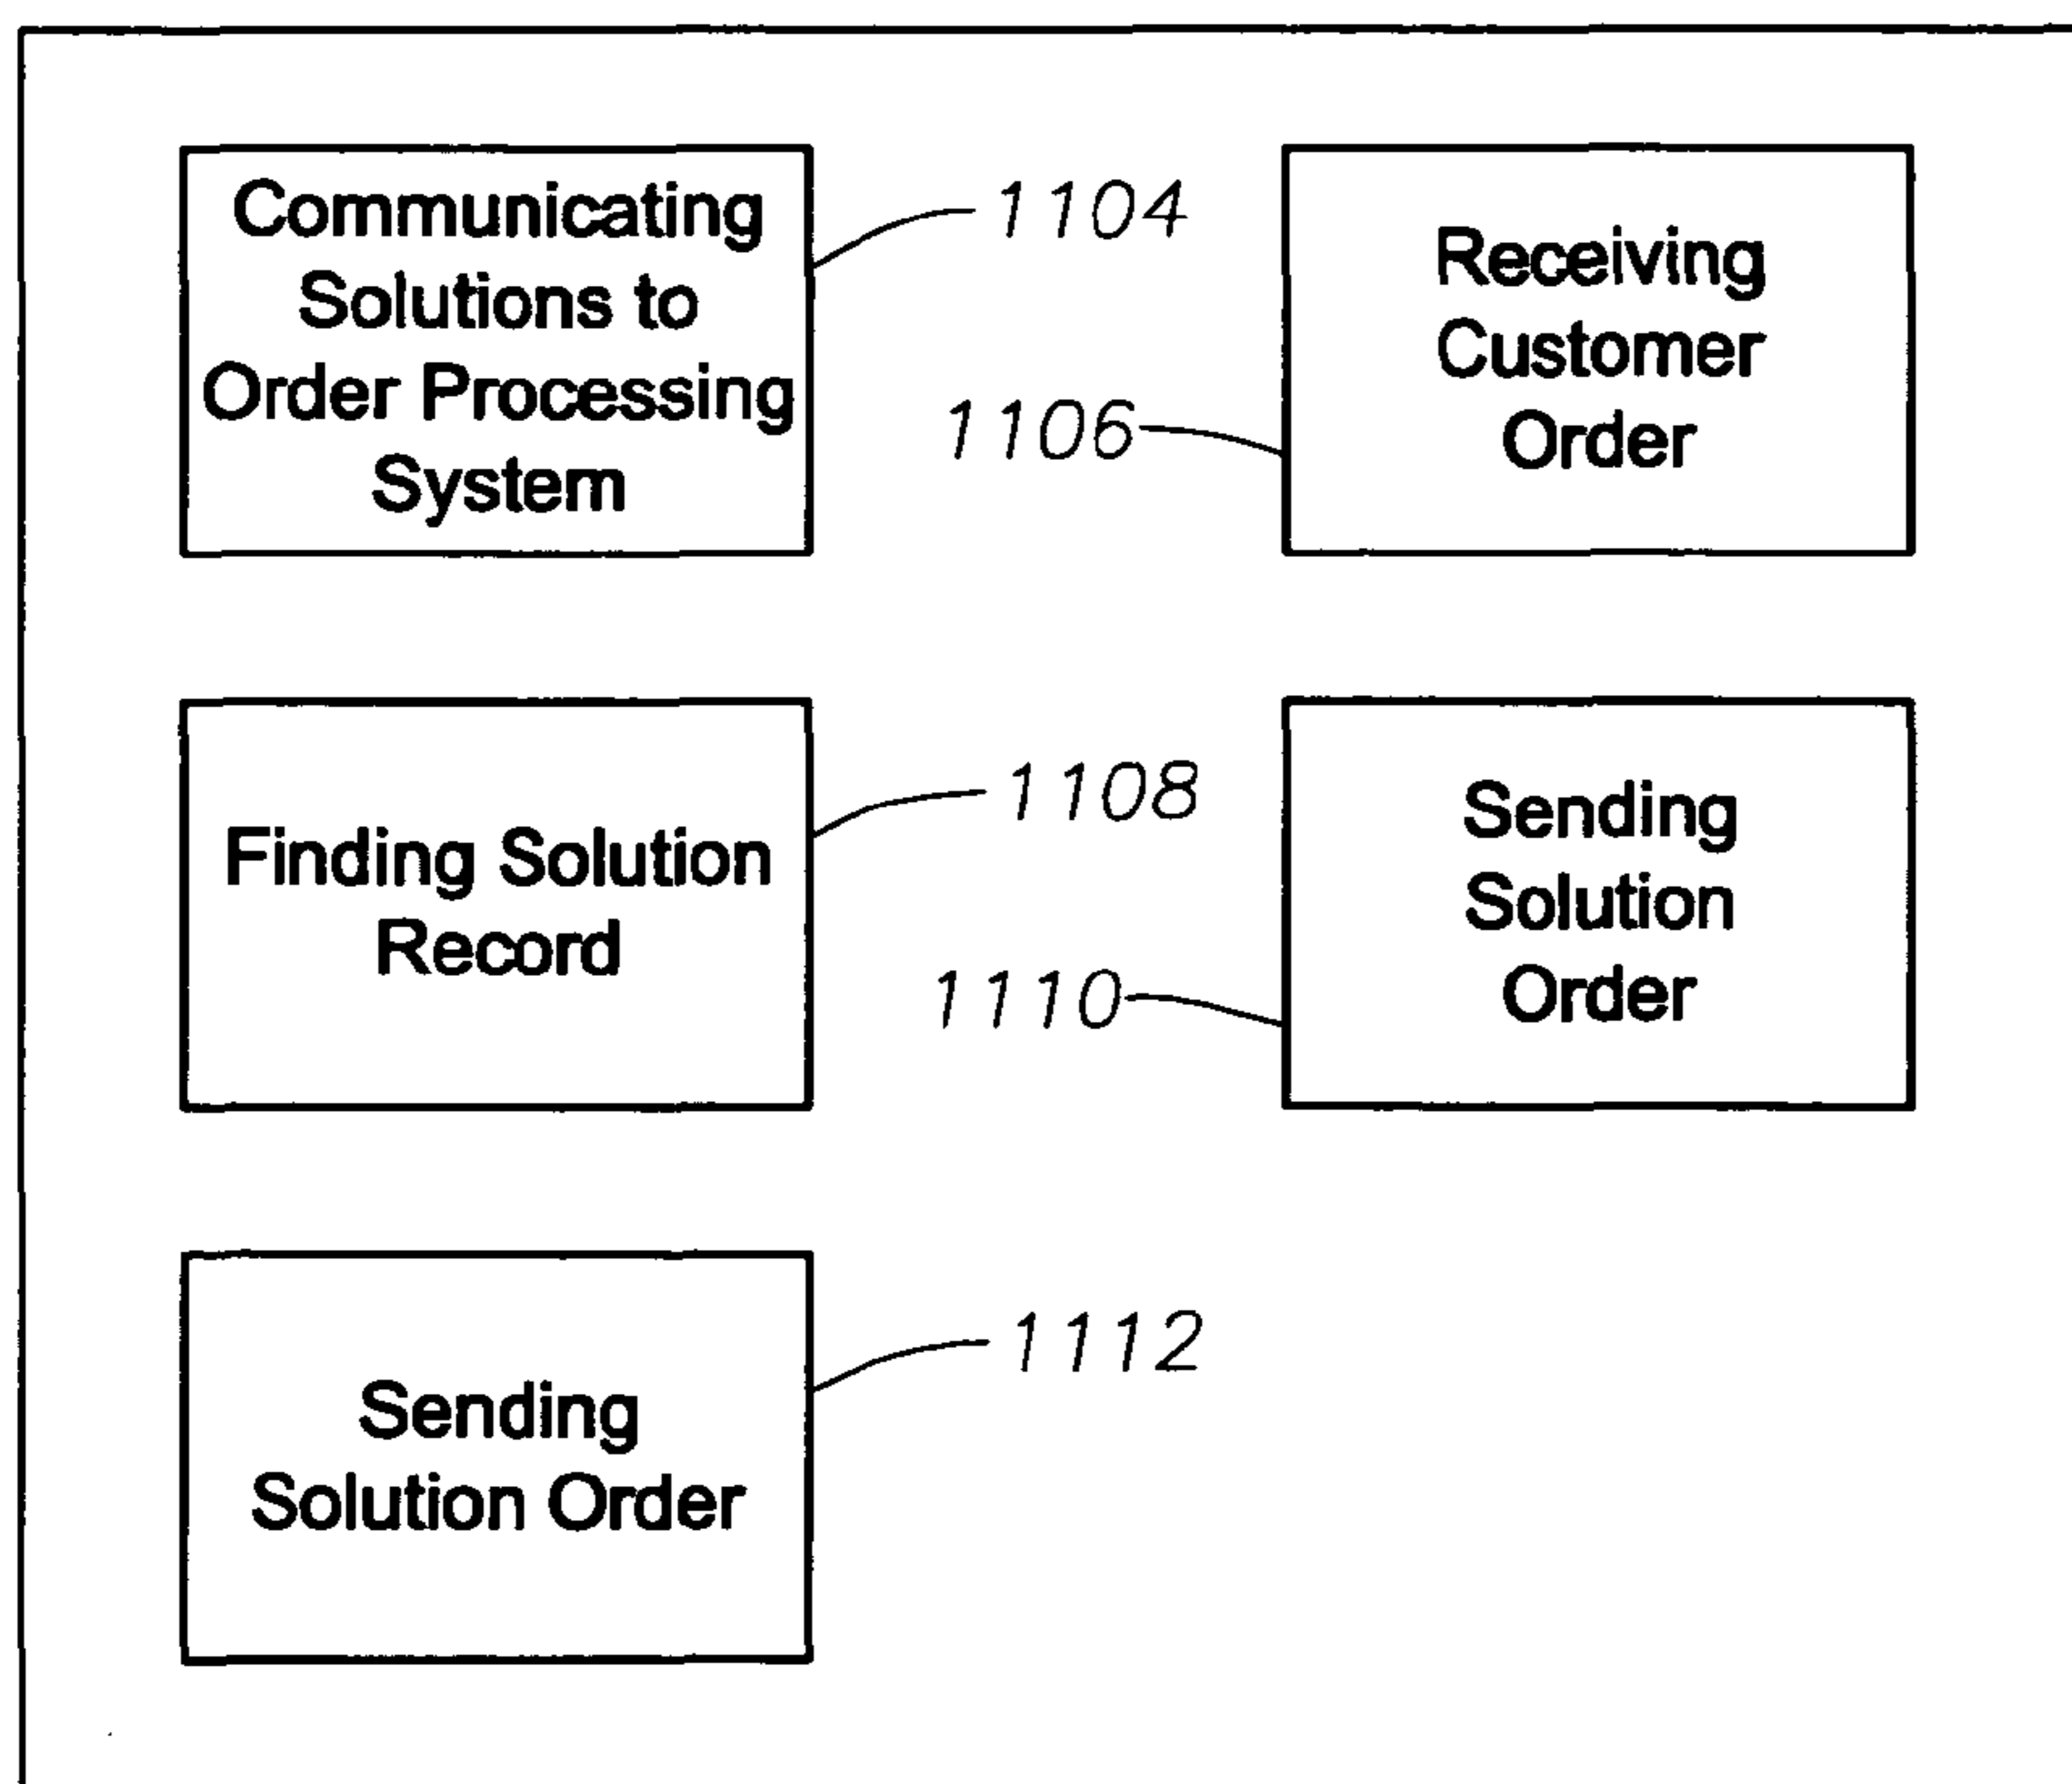 Communicating
Solutions to
Order Processing
System
1104
1106
Receiving
Customer
Order
Finding Solution
Record
1108
1110
Sending
Solution
Order
Sending
Solution Order
1112